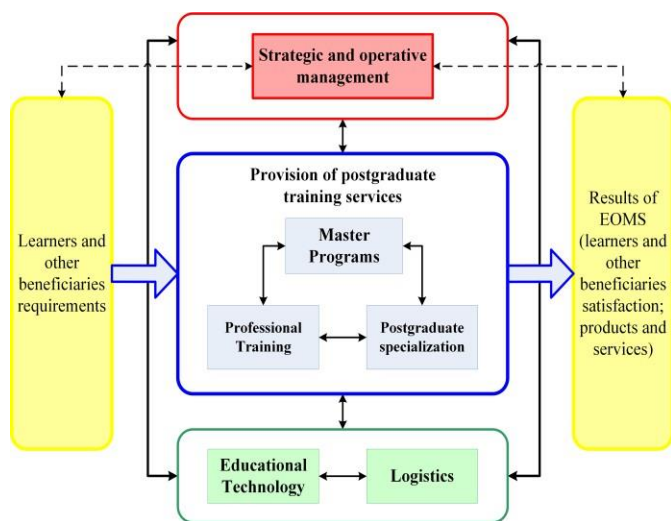 Strategic and operative
management
Learners and
other
beneficiaries
requirements
Provision of postgraduate
training services
Master
Programs
Professional
Training
Postgraduate
specialization
Results of
EOMS
(learners and
other
beneficiaries
satisfaction;
products and
services)
Educational
Technology
Logistics